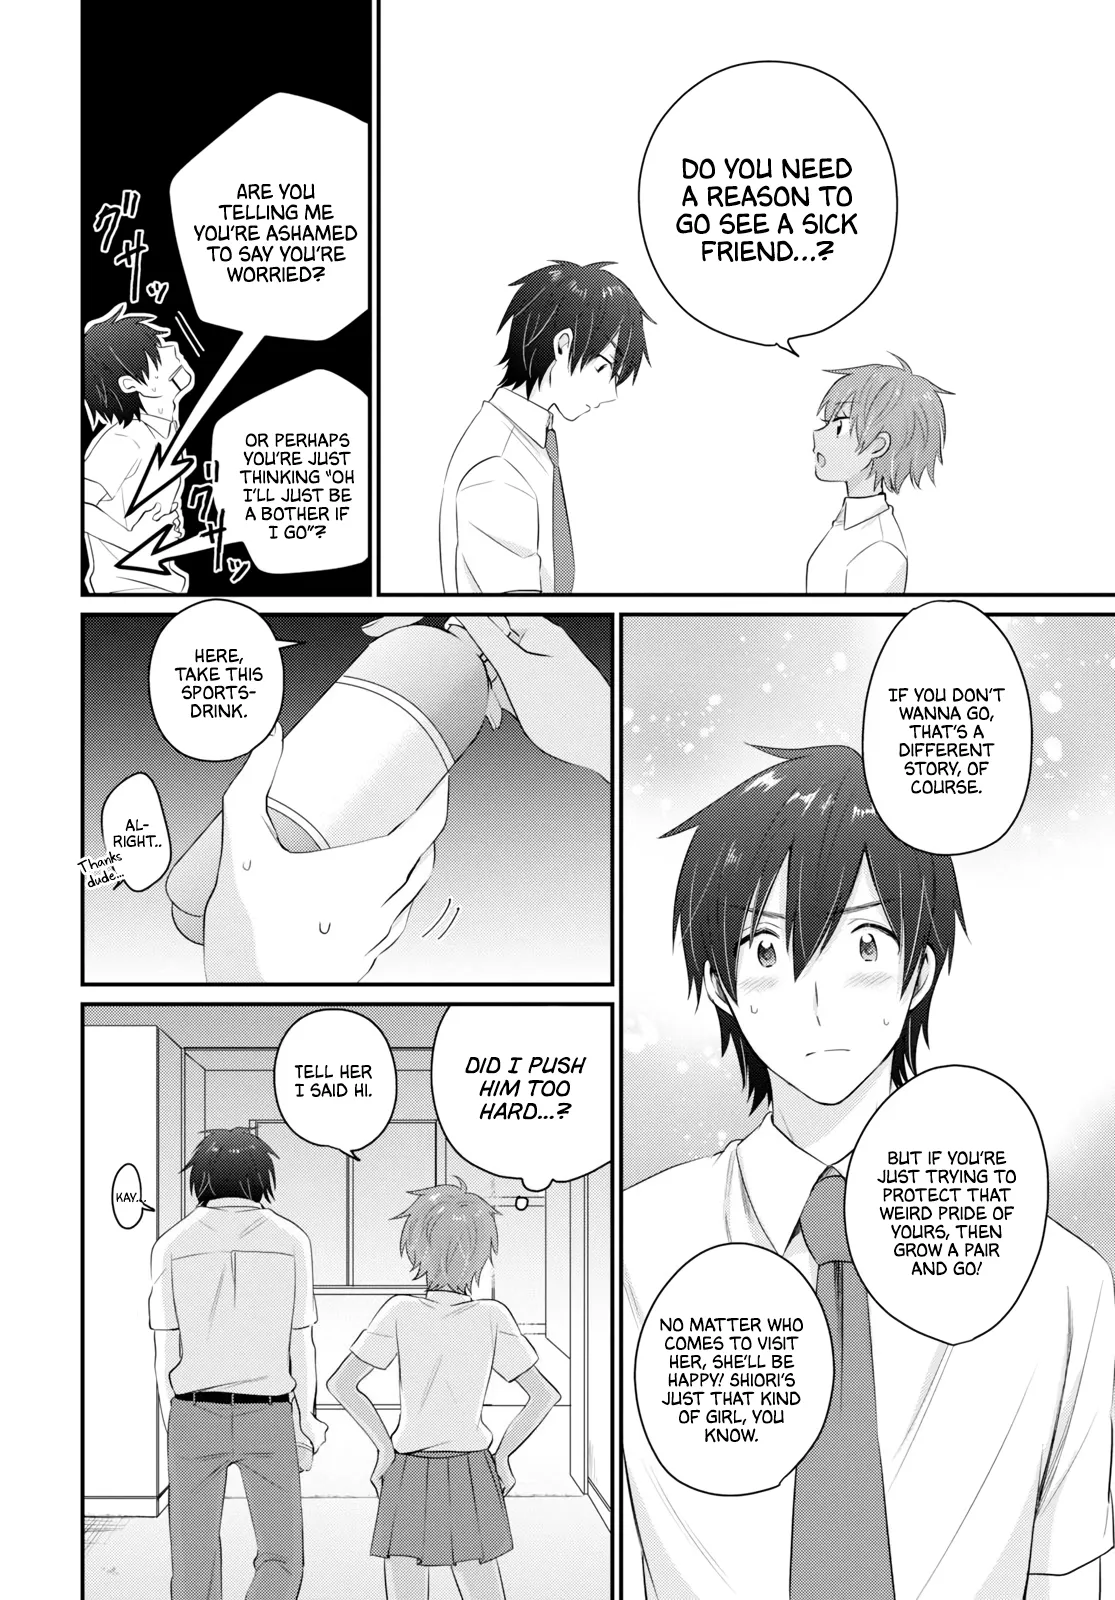 DO YOU NEED
A REASON TO
GO SEE A SICK
FRIEND...?
ARE YOU
TELLING ME
YOU'RE ASHAMED
TO SAY YOU'RE
WORRIED?
グサッ
OR PERHAPS
YOU'RE JUST
THINKING "OH
I'LL JUST BE
A BOTHER IF
I GO"?
グサッ
IF YOU DON'T
WANNA GO,
THAT'S A
DIFFERENT
STORY, OF
COURSE.
BUT IF YOU'RE
JUST TRYING TO
PROTECT THAT
WEIRD PRIDE OF
YOURS, THEN
GROW A PAIR
AND GO!
NO MATTER WHO
COMES TO VISIT
HER, SHE'LL BE
HAPPY! SHIORI'S
JUST THAT KIND
OF GIRL, YOU
KNOW.
HERE,
TAKE THIS
SPORTS-
DRINK.
AL-
RIGHT..
Thanks
dude!...
DID I PUSH
HIM TOO
HARD...?
TELL HER
I SAID HI.
KAY...